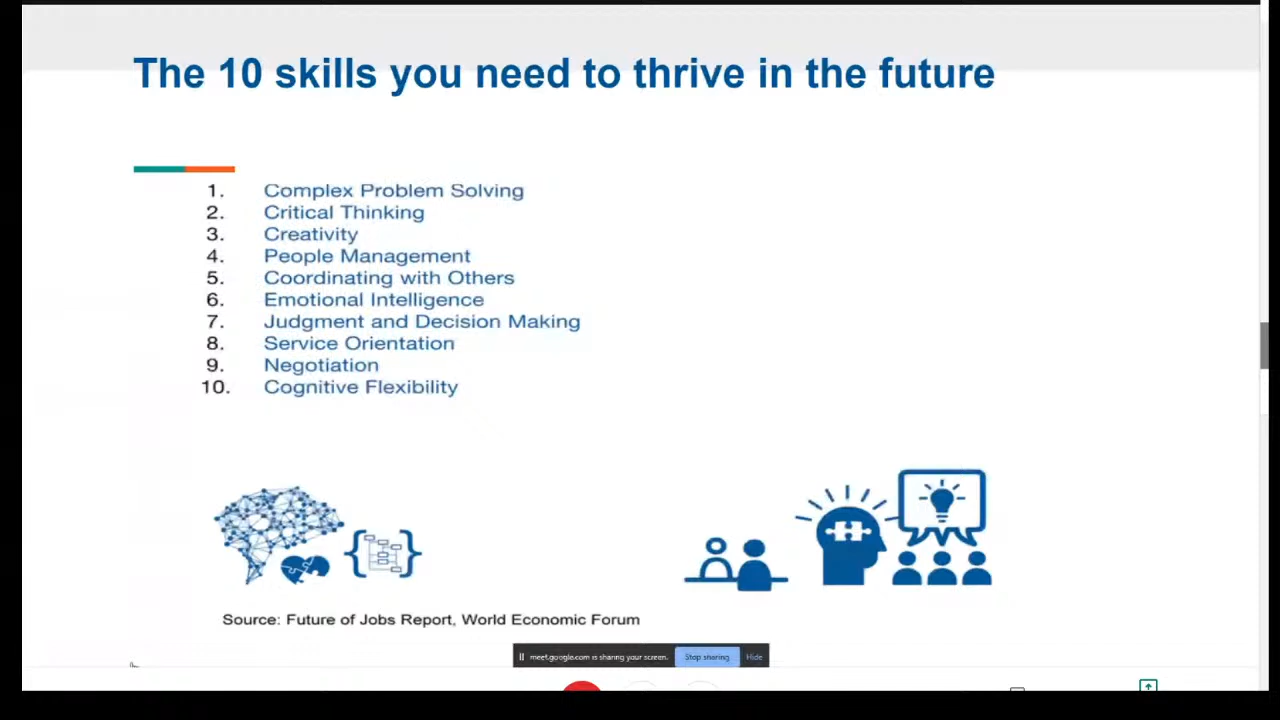 The 10 skills you need to thrive in the future
1. Complex Problem Solving
2. Critical Thinking
3. Creativity
4. People Management
5. Coordinating with Others
6. Emotional Intelligence
7. Judgment and Decision Making
8. Service Orientation
9. Negotiation
10. Cognitive Flexibility
Source: Future of Jobs Report, World Economic Forum
meet.google.com is sharing your screen. Stop sharing Hide